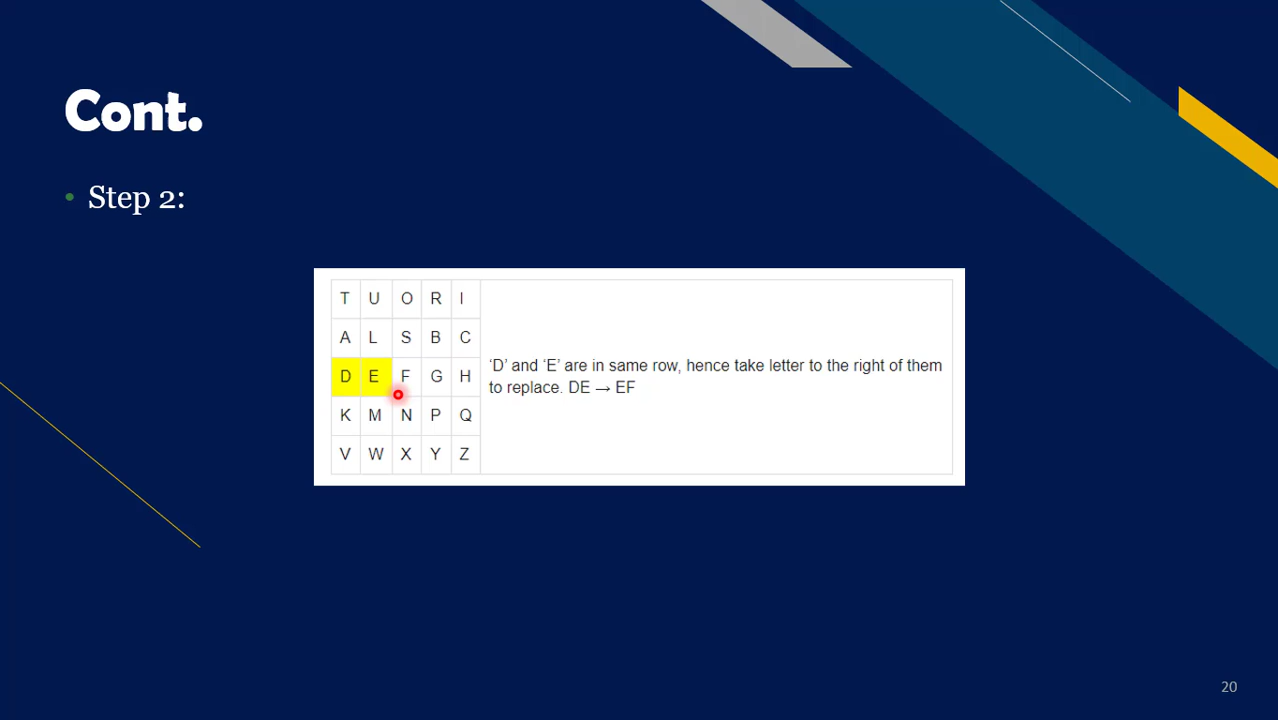 Cont.
• Step 2:
T U O R I
A L S B C
D E F G H
K M N P Q
V W X Y Z
‘D’ and ‘E’ are in same row, hence take letter to the right of them
to replace. DE → EF
20